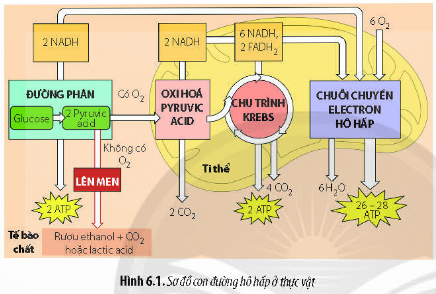 2 NADH
2 NADH
6 NADH,
2 FADH₂
6 O₂
ĐƯỜNG PHÂN
Glucose
2 Pyruvic
acid
Có O₂
OXI HOÁ
PYRUVIC
ACID
CHU TRÌNH
KREBS
CHUỖI CHUYỀN
ELECTRON
HÔ HẤP
Không có
O₂
LÊN MEN
Ti thể
2 ATP
2 CO₂
2 ATP
4 CO₂
6 H₂O
26 – 28
ATP
Tế bào
chất
Rượu ethanol + CO₂
hoặc lactic acid
Hình 6.1. Sơ đồ con đường hô hấp ở thực vật